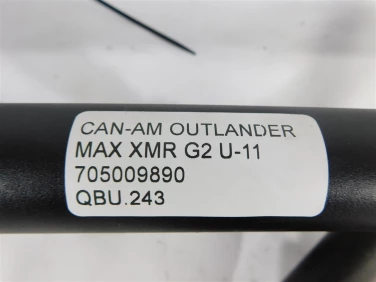 CAN-AM OUTLANDER
MAX XMR G2 U-11
705009890
QBU.243